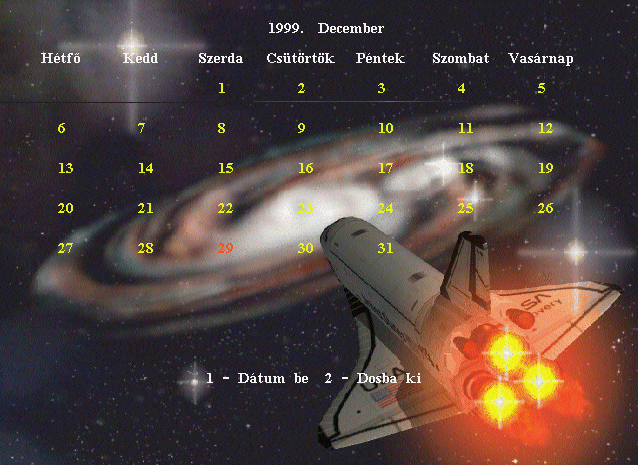 1999. December
Hétfő Kedd Szerda Csütörtök Péntek Szombat Vasárnap
1 2 3 4 5
6 7 8 9 10 11 12
13 14 15 16 17 18 19
20 21 22 23 24 25 26
27 28 29 30 31
USA
1 - Dátum be 2 - Dosba ki